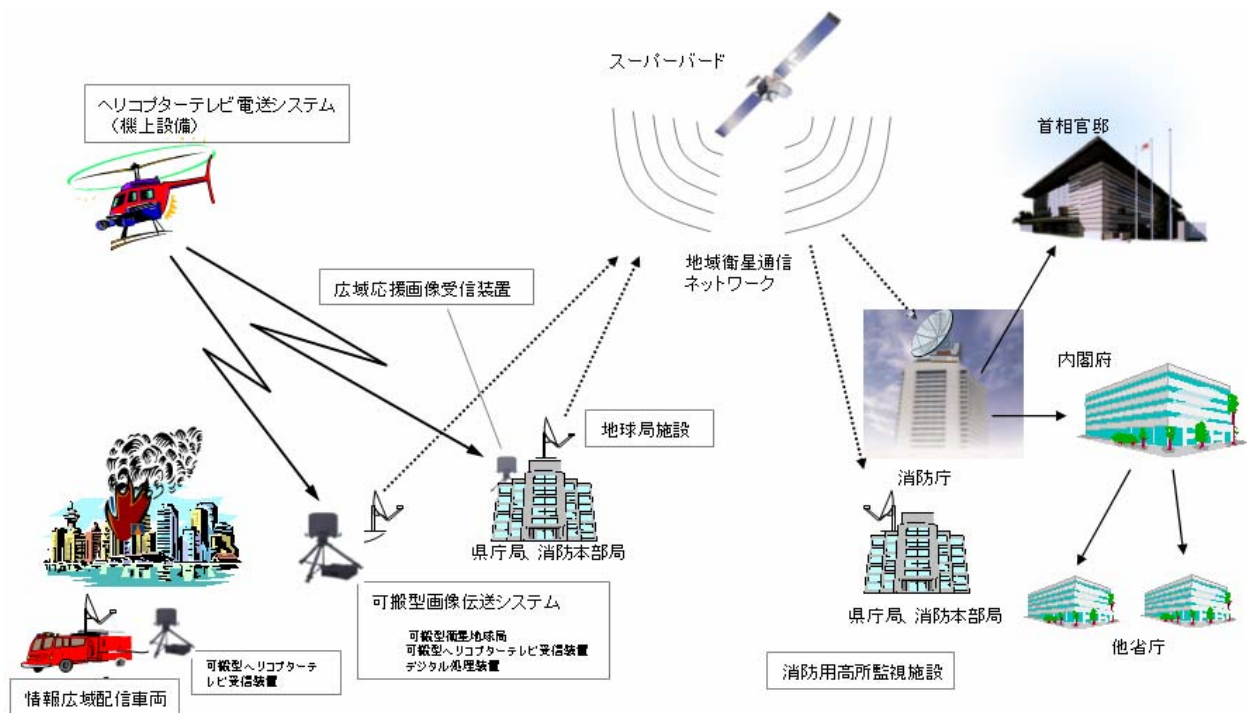 スーパーバード
ヘリコプターテレビ電送システム
（機上設備）
首相官邸
地域衛星通信
ネットワーク
広域応援画像受信装置
内閣府
地球局施設
消防庁
県庁局、消防本部局
可搬型画像伝送システム
可搬型衛星地球局
可搬型ヘリコプターテレビ受信装置
デジタル処理装置
県庁局、消防本部局
他省庁
可搬型ヘリコプターテ
レビ受信装置
消防用高所監視施設
情報広域配信車両